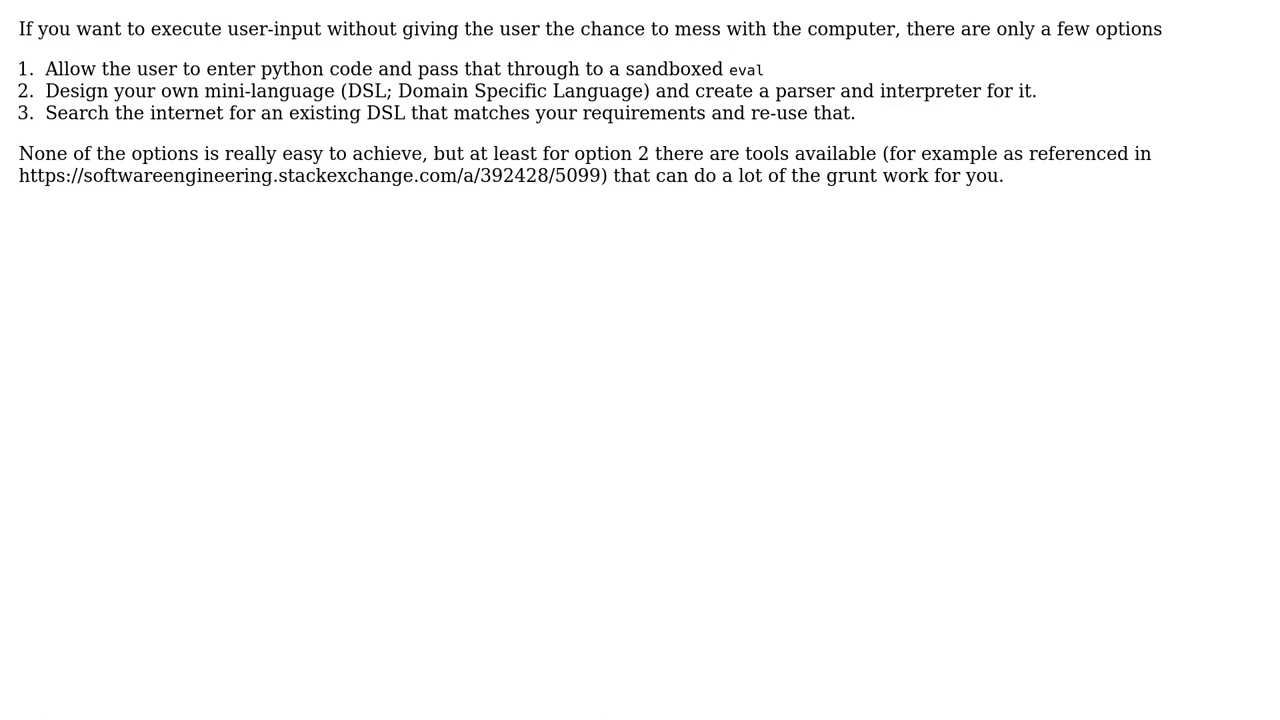 If you want to execute user-input without giving the user the chance to mess with the computer, there are only a few options
1. Allow the user to enter python code and pass that through to a sandboxed eval
2. Design your own mini-language (DSL; Domain Specific Language) and create a parser and interpreter for it.
3. Search the internet for an existing DSL that matches your requirements and re-use that.
None of the options is really easy to achieve, but at least for option 2 there are tools available (for example as referenced in
https://softwareengineering.stackexchange.com/a/392428/5099) that can do a lot of the grunt work for you.